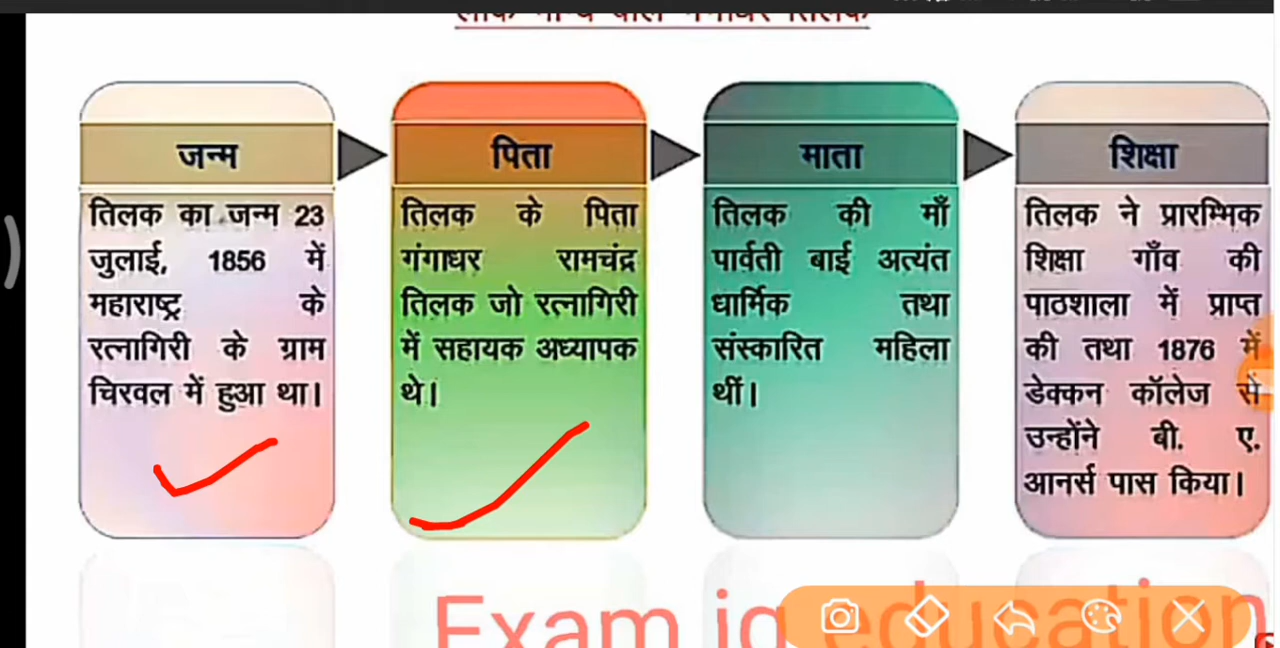 जन्म
तिलक का जन्म 23
जुलाई, 1856 में
महाराष्ट्र के
रत्नागिरी के ग्राम
चिरवल में हुआ था।
पिता
तिलक के पिता
गंगाधर रामचंद्र
तिलक जो रत्नागिरी
में सहायक अध्यापक
थे।
माता
तिलक की माँ
पार्वती बाई अत्यंत
धार्मिक तथा
संस्कारित महिला
थीं।
शिक्षा
तिलक ने प्रारम्भिक
शिक्षा गाँव की
पाठशाला में प्राप्त
की तथा 1876 में
डेक्कन कॉलेज से
उन्होंने बी. ए.
आनर्स पास किया।
Exam iq education